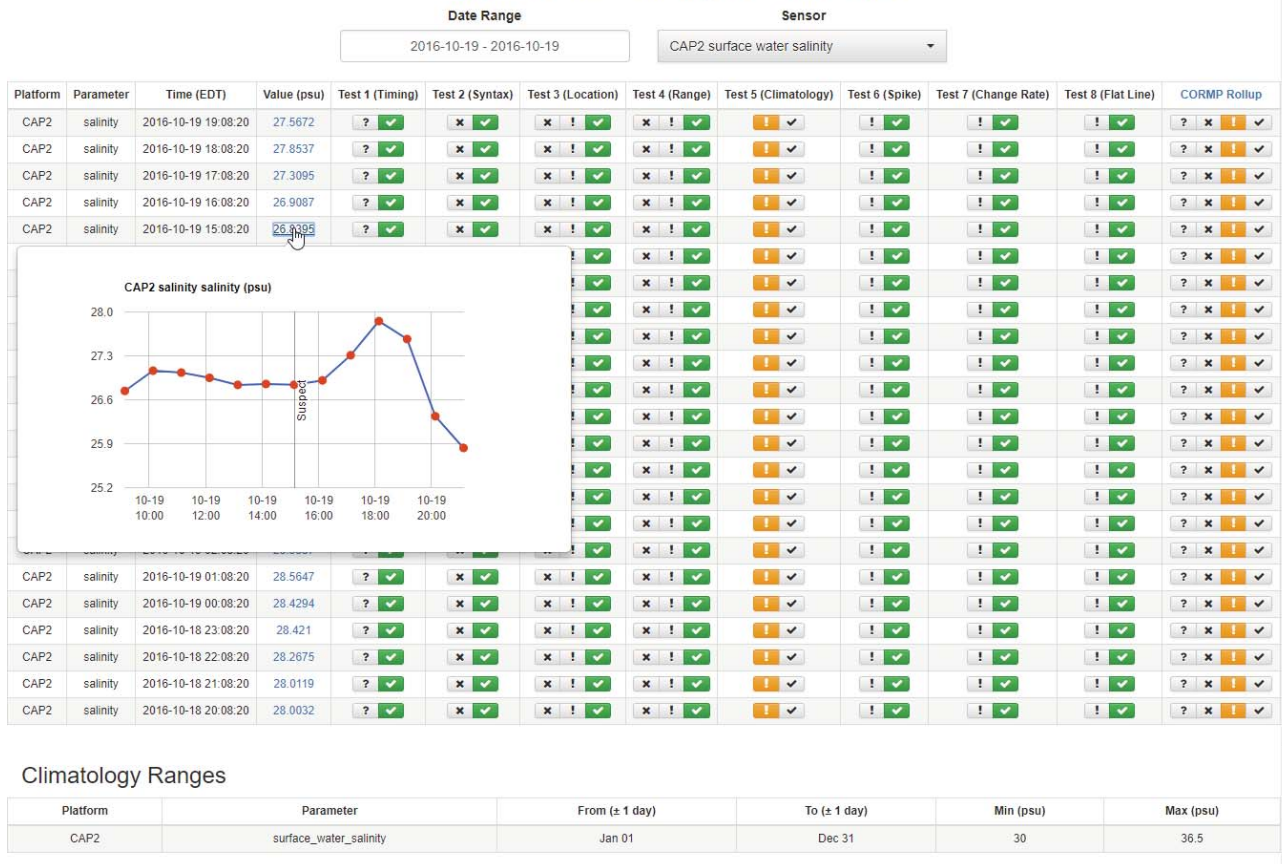 Date Range Sensor
2016-10-19 - 2016-10-19 CAP2 surface water salinity
Platform Parameter Time (EDT) Value (psu) Test 1 (Timing) Test 2 (Syntax) Test 3 (Location) Test 4 (Range) Test 5 (Climatology) Test 6 (Spike) Test 7 (Change Rate) Test 8 (Flat Line) CORMP Rollup
CAP2 salinity 2016-10-19 19:08:20 27.5672
CAP2 salinity 2016-10-19 18:08:20 27.8537
CAP2 salinity 2016-10-19 17:08:20 27.3095
CAP2 salinity 2016-10-19 16:08:20 26.9087
CAP2 salinity 2016-10-19 15:08:20
CAP2 salinity salinity (psu)
28.0
27.3
26.6
25.9
25.2
Suspect
10-19 10-19 10-19 10-19 10-19 10-19
10:00 12:00 14:00 16:00 18:00 20:00
CAP2 salinity 2016-10-19 01:08:20 28.5647
CAP2 salinity 2016-10-19 00:08:20 28.4294
CAP2 salinity 2016-10-18 23:08:20 28.421
CAP2 salinity 2016-10-18 22:08:20 28.2675
CAP2 salinity 2016-10-18 21:08:20 28.0119
CAP2 salinity 2016-10-18 20:08:20 28.0032
Climatology Ranges
Platform Parameter From (± 1 day) To (± 1 day) Min (psu) Max (psu)
CAP2 surface_water_salinity Jan 01 Dec 31 30 36.5